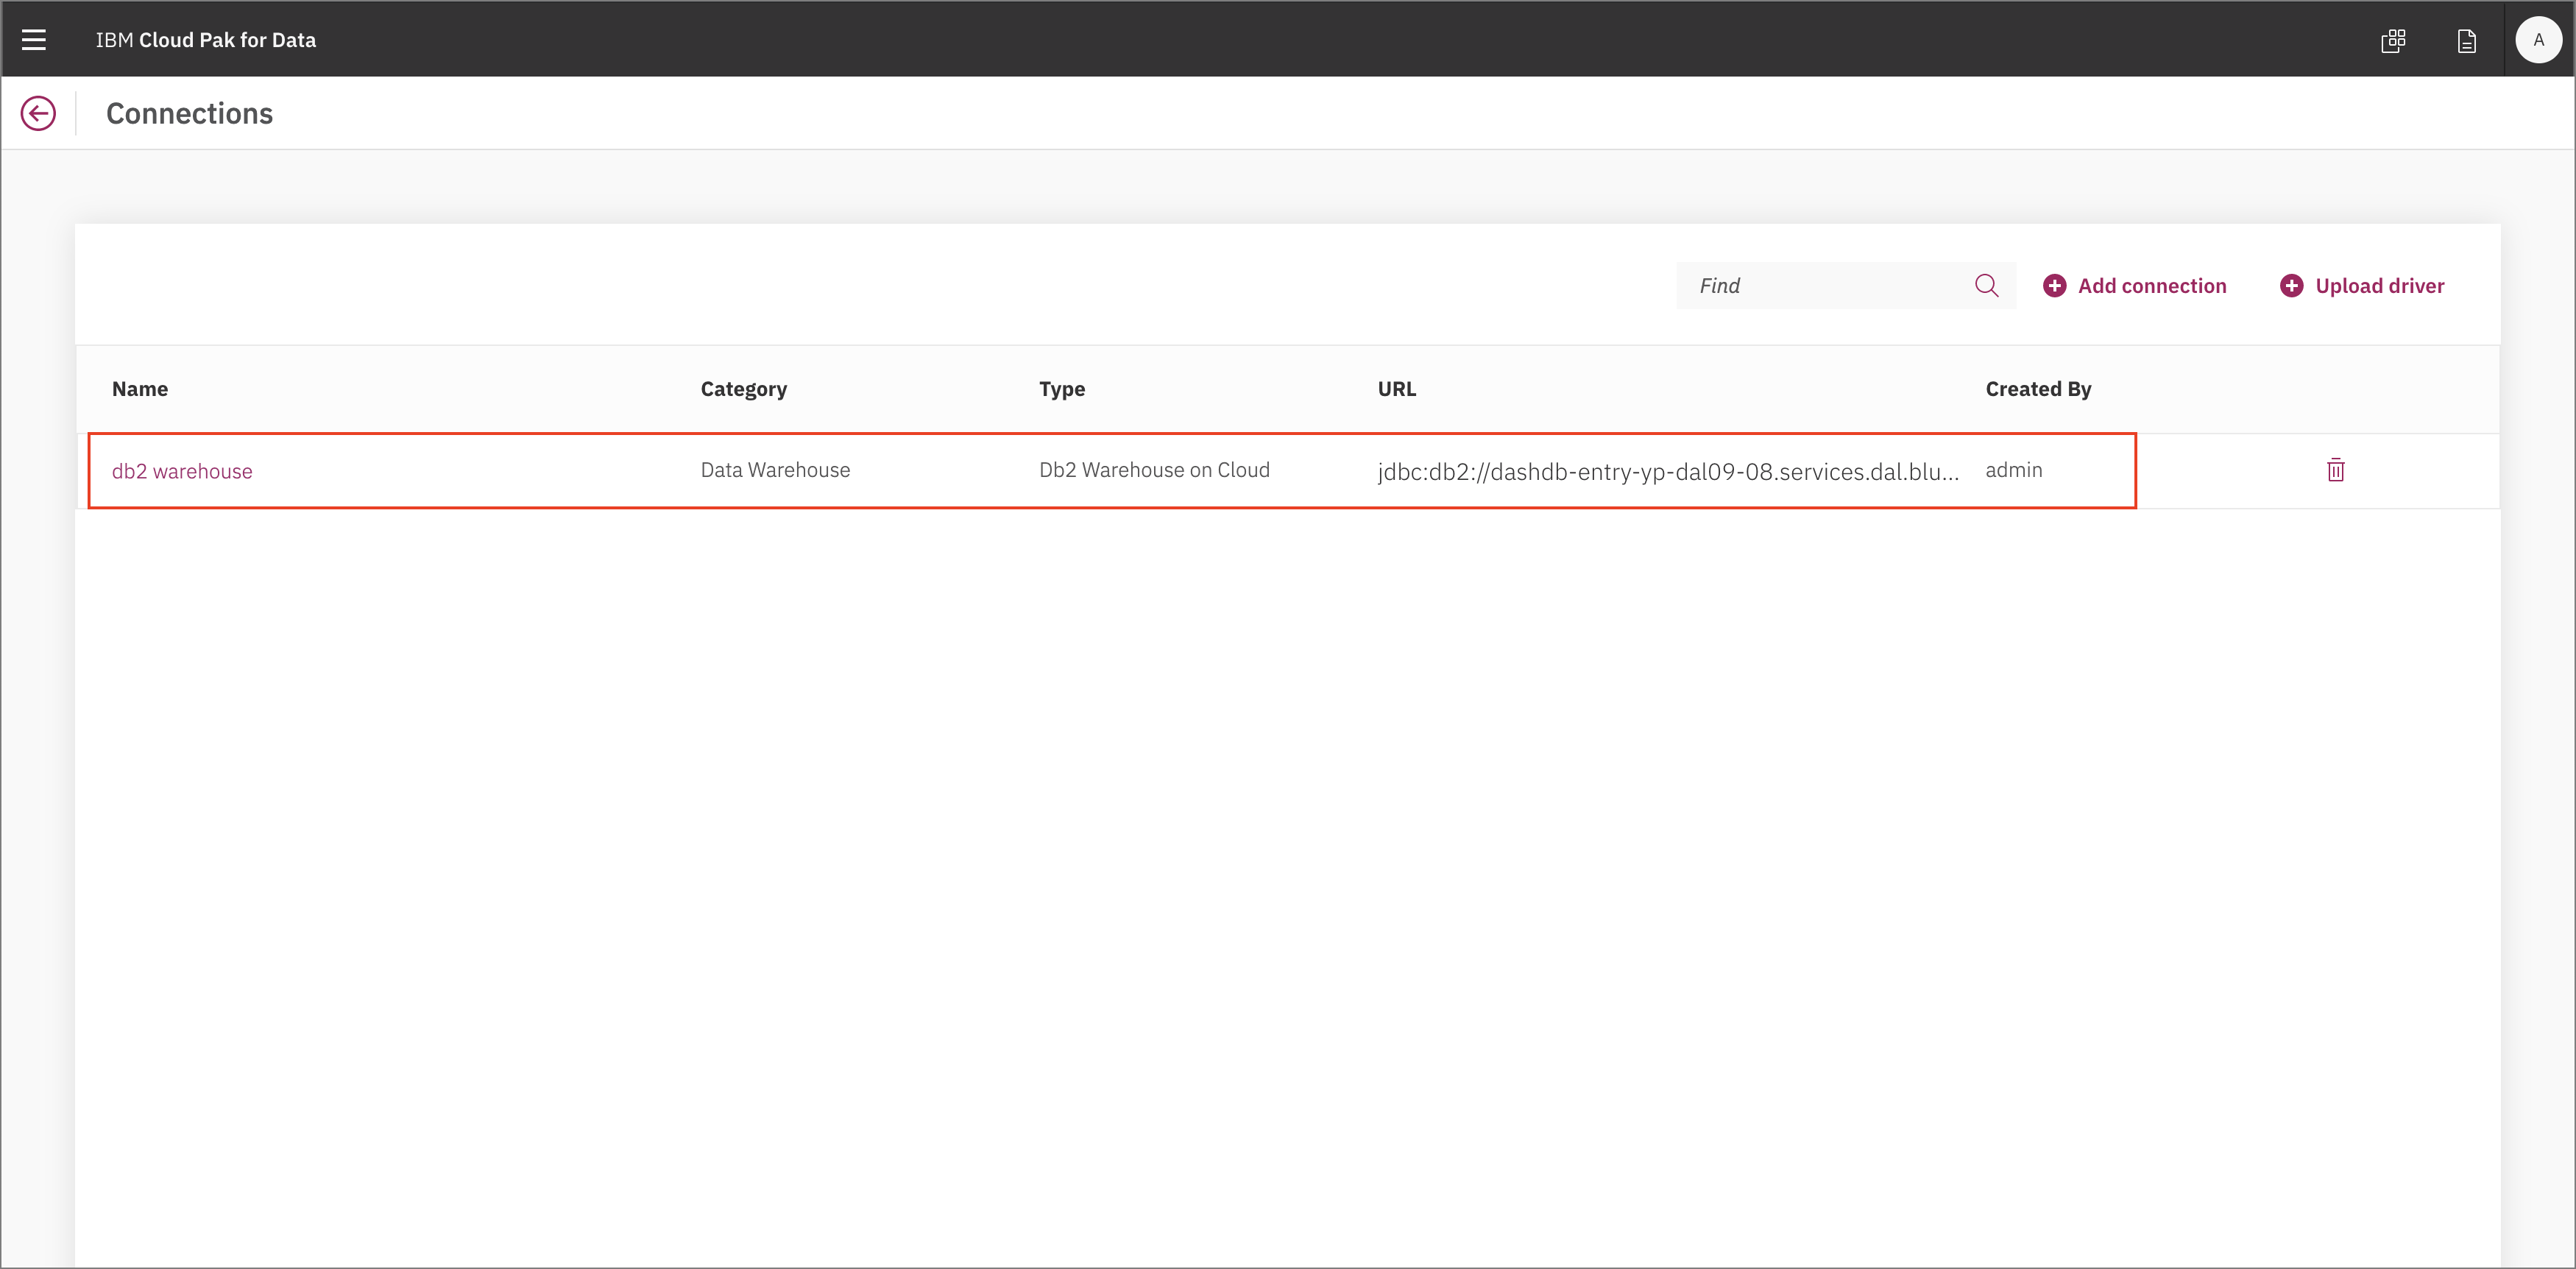 IBM Cloud Pak for Data
A
Connections
Find
Add connection
Upload driver
Name Category Type URL Created By
db2 warehouse Data Warehouse Db2 Warehouse on Cloud jdbc:db2://dashdb-entry-yp-dal09-08.services.dal.blu... admin